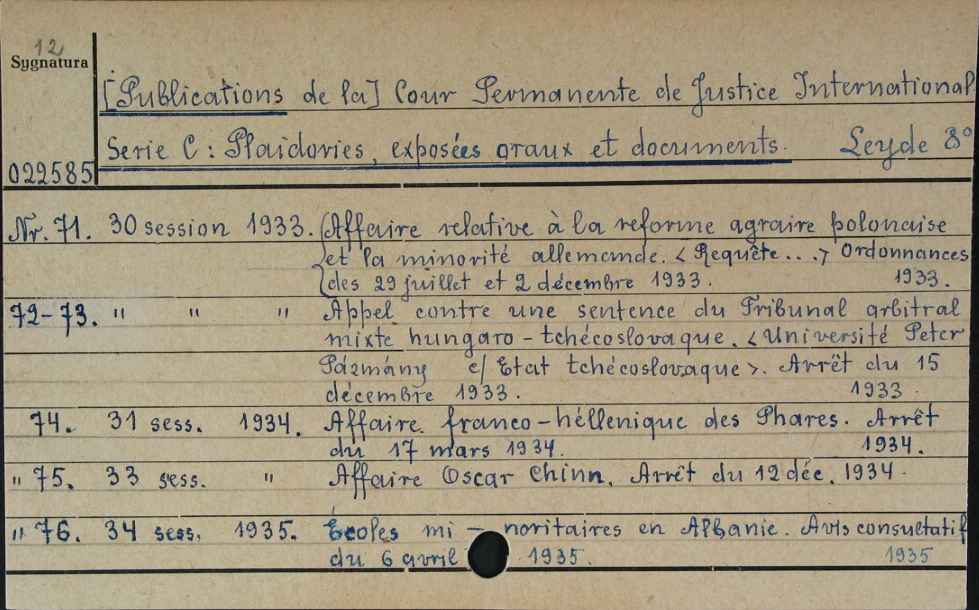 12
Sygnatura
[Publications de la] Cour Permanente de Justice International
Serie C : Plaidories, exposées oraux et documents. Leyde 8°
022585
Nr. 71. 30 session 1933. Affaire relative à la reforme agraire polonaise
et la minorité allemande. < Requête ... > Ordonnances
des 29 juillet et 2 décembre 1933. 1933.
72-73. " " " Appel contre une sentence du Tribunal arbitral
mixte hungaro - tchécoslovaque. < Université Peter
Pázmány c/ Etat tchécoslovaque >. Arrêt du 15
décembre 1933. 1933.
74. 31 sess. 1934. Affaire franco-héllenique des Phares. Arrêt
du 17 mars 1934. 1934.
" 75. 33 sess. " Affaire Oscar Chinn. Arrêt du 12 déc. 1934.
" 76. 34 sess. 1935. Écoles mi - noritaires en Albanie. Avis consultatif
du 6 avril 1935. 1935